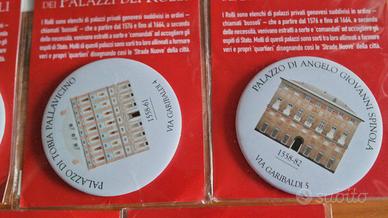 DEI PALAZZI DEI ROLLI
I Rolli sono elenchi di palazzi privati genovesi suddivisi in ordini -
chiamati 'bussoli' - che a partire dal 1576 e fino al 1664, a seconda
delle necessità, venivano estratti a sorte e 'comandati' ad accogliere gli
ospiti di Stato. Molti di questi palazzi sono sorti tra loro allineati a formare
veri e propri 'quartieri' disegnando così le 'Strade Nuove' della città.
PALAZZO DI TOBIA PALLAVICINO
1558-61
VIA GARIBALDI 4
I Rolli sono elenchi di palazzi privati genovesi suddivisi in ordini -
chiamati 'bussoli' - che a partire dal 1576 e fino al 1664, a seconda
delle necessità, venivano estratti a sorte e 'comandati' ad accogliere gli
ospiti di Stato. Molti di questi palazzi sono sorti tra loro allineati a formare
veri e propri 'quartieri' disegnando così le 'Strade Nuove' della città.
PALAZZO DI ANGELO GIOVANNI SPINOLA
1558-82
VIA GARIBALDI 5
subito